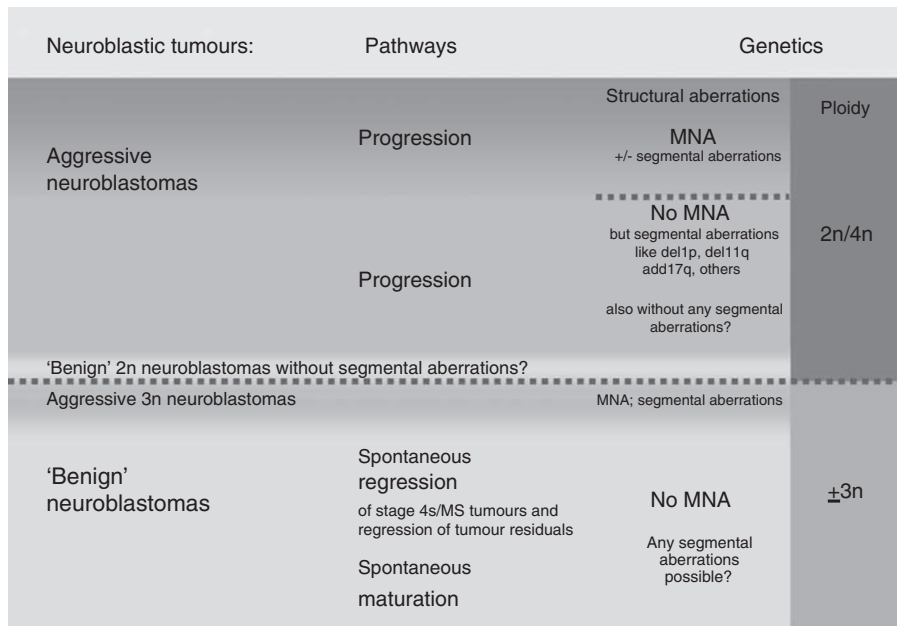 Neuroblastic tumours: Pathways Genetics
Structural aberrations
Ploidy
Aggressive
neuroblastomas
Progression
MNA
+/- segmental aberrations
No MNA
but segmental aberrations
like del1p, del11q
add17q, others
2n/4n
Progression
also without any segmental
aberrations?
‘Benign’ 2n neuroblastomas without segmental aberrations?
Aggressive 3n neuroblastomas
MNA; segmental aberrations
‘Benign’
neuroblastomas
Spontaneous
regression
of stage 4s/MS tumours and
regression of tumour residuals
Spontaneous
maturation
No MNA
Any segmental
aberrations
possible?
±3n